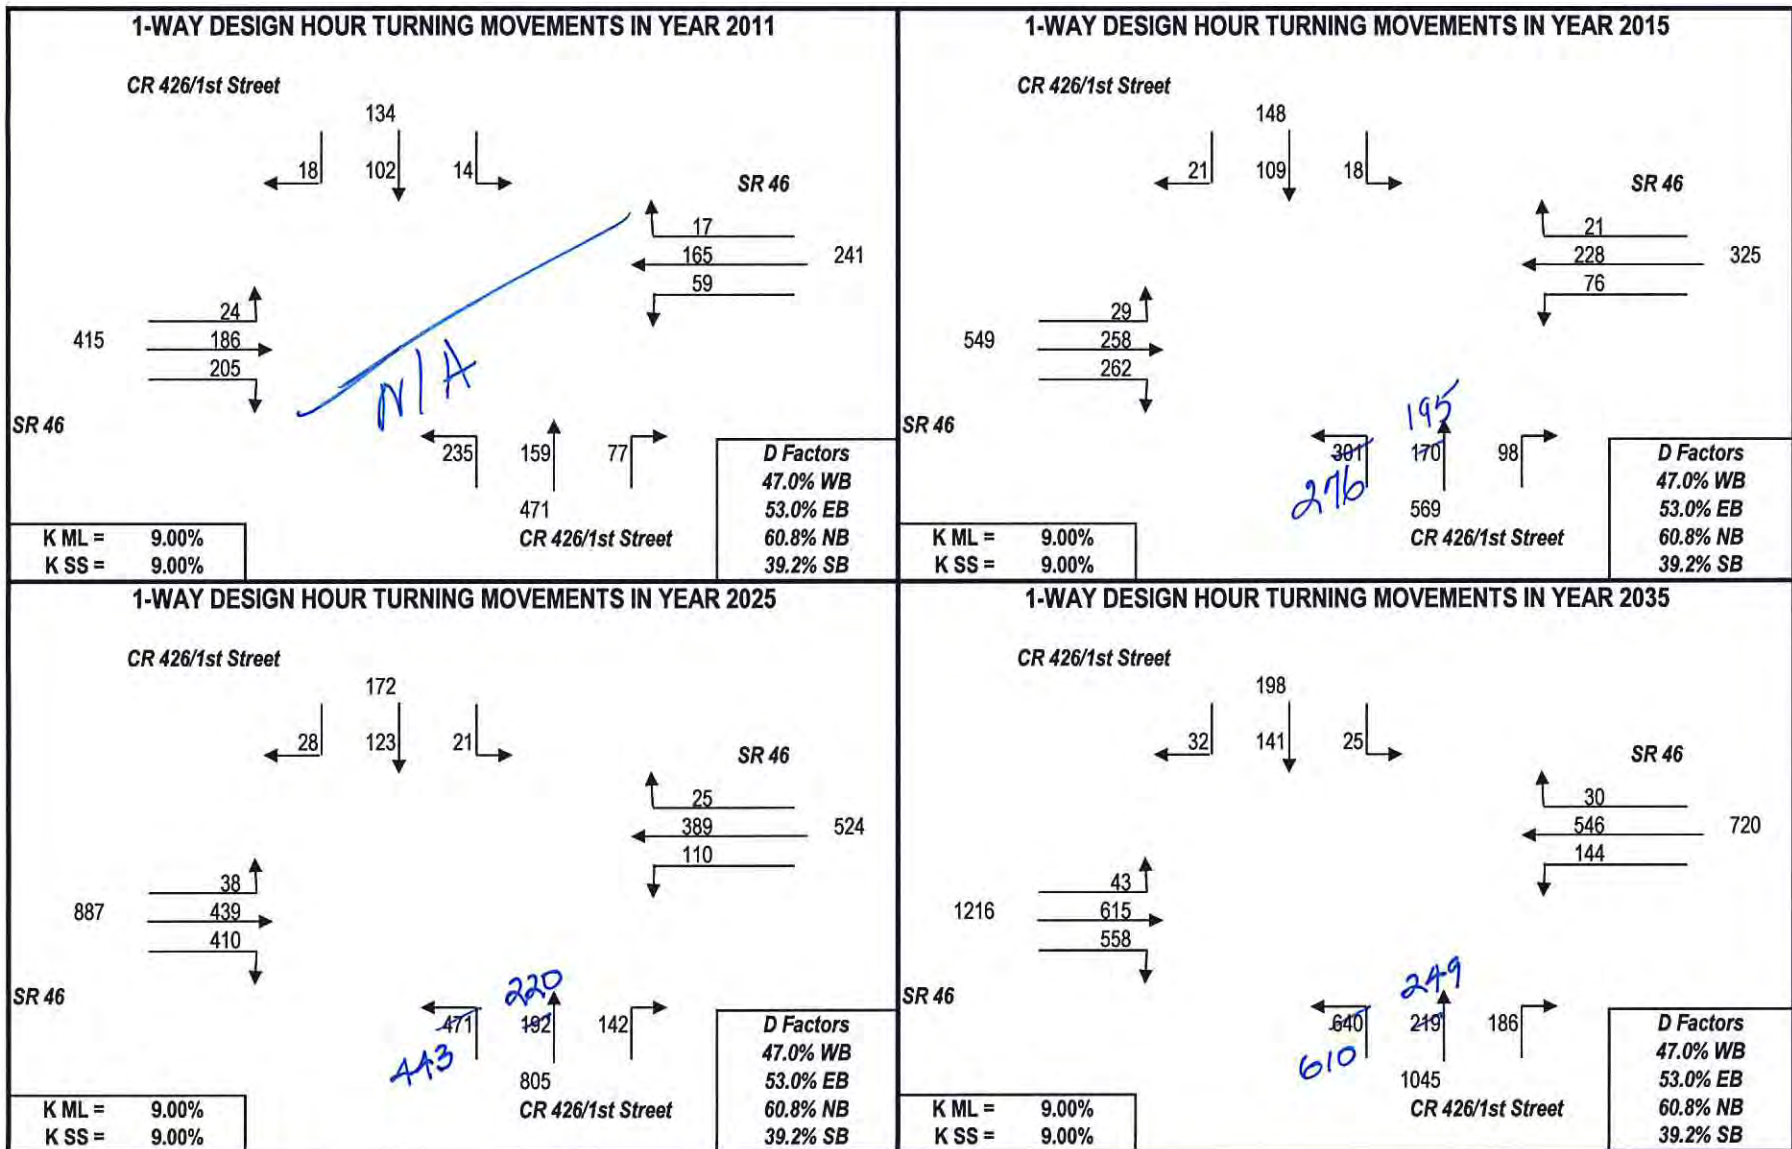 1-WAY DESIGN HOUR TURNING MOVEMENTS IN YEAR 2011
CR 426/1st Street
134
18 102 14
SR 46
17
165 241
59
24
415 186
205
N/A
SR 46
235 159 77
471
CR 426/1st Street
D Factors
47.0% WB
53.0% EB
60.8% NB
39.2% SB
K ML = 9.00%
K SS = 9.00%
1-WAY DESIGN HOUR TURNING MOVEMENTS IN YEAR 2015
CR 426/1st Street
148
21 109 18
SR 46
21
228 325
76
29
549 258
262
SR 46
195
301 170 98
276
569
CR 426/1st Street
D Factors
47.0% WB
53.0% EB
60.8% NB
39.2% SB
K ML = 9.00%
K SS = 9.00%
1-WAY DESIGN HOUR TURNING MOVEMENTS IN YEAR 2025
CR 426/1st Street
172
28 123 21
SR 46
25
389 524
110
38
887 439
410
SR 46
220
471 192 142
443
805
CR 426/1st Street
D Factors
47.0% WB
53.0% EB
60.8% NB
39.2% SB
K ML = 9.00%
K SS = 9.00%
1-WAY DESIGN HOUR TURNING MOVEMENTS IN YEAR 2035
CR 426/1st Street
198
32 141 25
SR 46
30
546 720
144
43
1216 615
558
SR 46
249
640 219 186
610
1045
CR 426/1st Street
D Factors
47.0% WB
53.0% EB
60.8% NB
39.2% SB
K ML = 9.00%
K SS = 9.00%